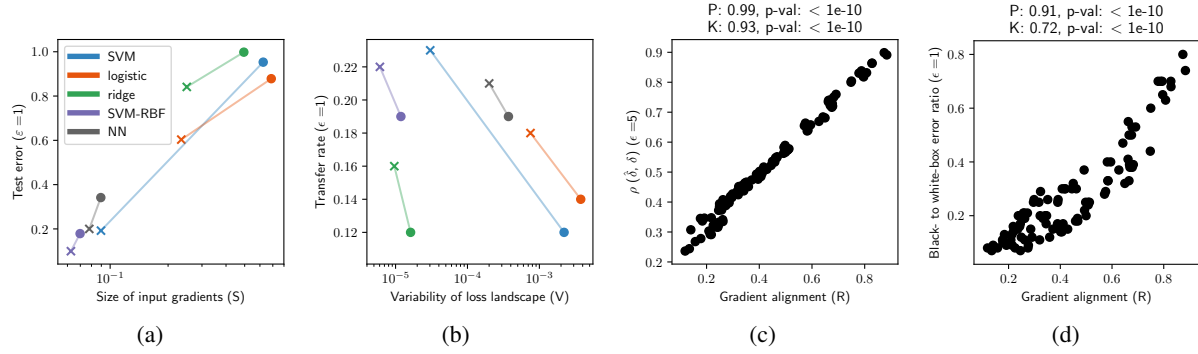 Test error (ε =1)
1.0
0.8
0.6
0.4
0.2
SVM
logistic
ridge
SVM-RBF
NN
10⁻¹
Size of input gradients (S)
(a)
Transfer rate (ϵ =1)
0.22
0.20
0.18
0.16
0.14
0.12
10⁻⁵ 10⁻⁴ 10⁻³
Variability of loss landscape (V)
(b)
P: 0.99, p-val: < 1e-10
K: 0.93, p-val: < 1e-10
ρ (δ̂, δ) (ϵ =5)
0.9
0.8
0.7
0.6
0.5
0.4
0.3
0.2
0.2 0.4 0.6 0.8
Gradient alignment (R)
(c)
P: 0.91, p-val: < 1e-10
K: 0.72, p-val: < 1e-10
Black- to white-box error ratio (ϵ =1)
0.8
0.6
0.4
0.2
0.2 0.4 0.6 0.8
Gradient alignment (R)
(d)